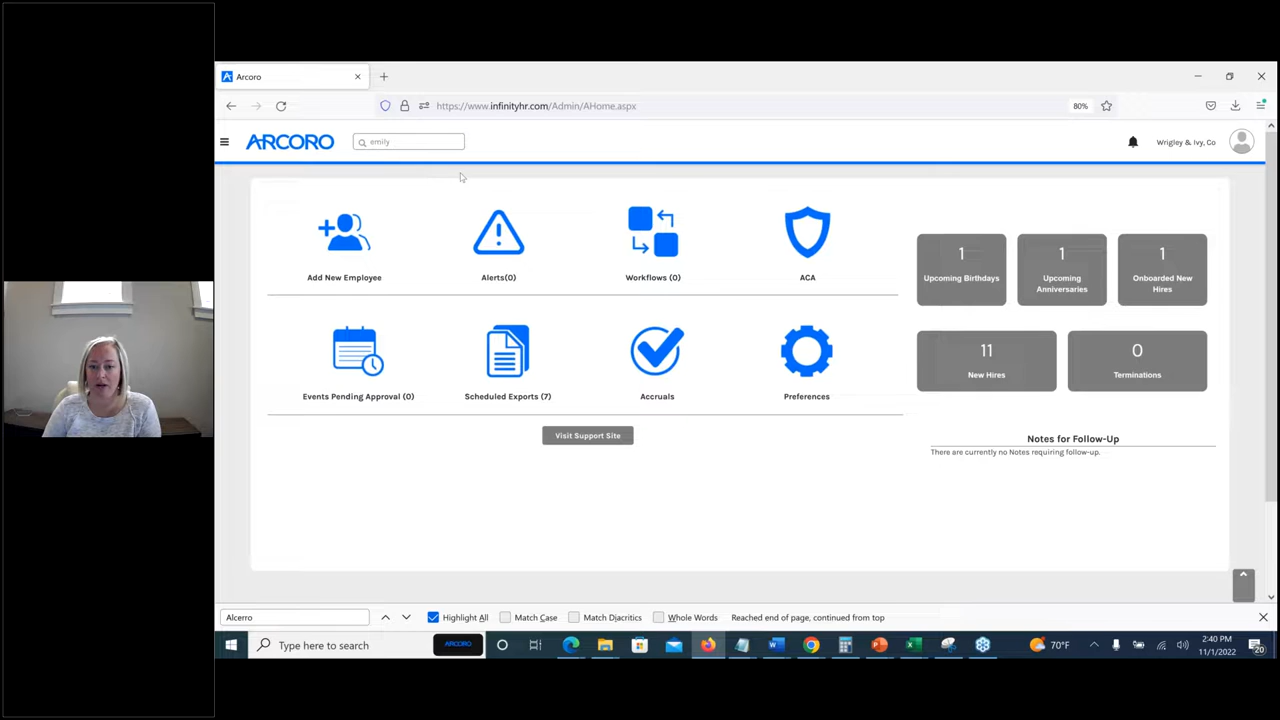 Arcoro
https://www.infinityhr.com/Admin/AHome.aspx
80%
ARCORO
emily
Wrigley & Ivy, Co
Add New Employee
Alerts(0)
Workflows (0)
ACA
1
Upcoming Birthdays
1
Upcoming
Anniversaries
1
Onboarded New
Hires
Events Pending Approval (0)
Scheduled Exports (7)
Accruals
Preferences
11
New Hires
0
Terminations
Visit Support Site
Notes for Follow-Up
There are currently no Notes requiring follow-up.
Alcerro
Highlight All
Match Case
Match Diacritics
Whole Words
Reached end of page, continued from top
Type here to search
ARCORO
70°F
2:40 PM
11/1/2022
20